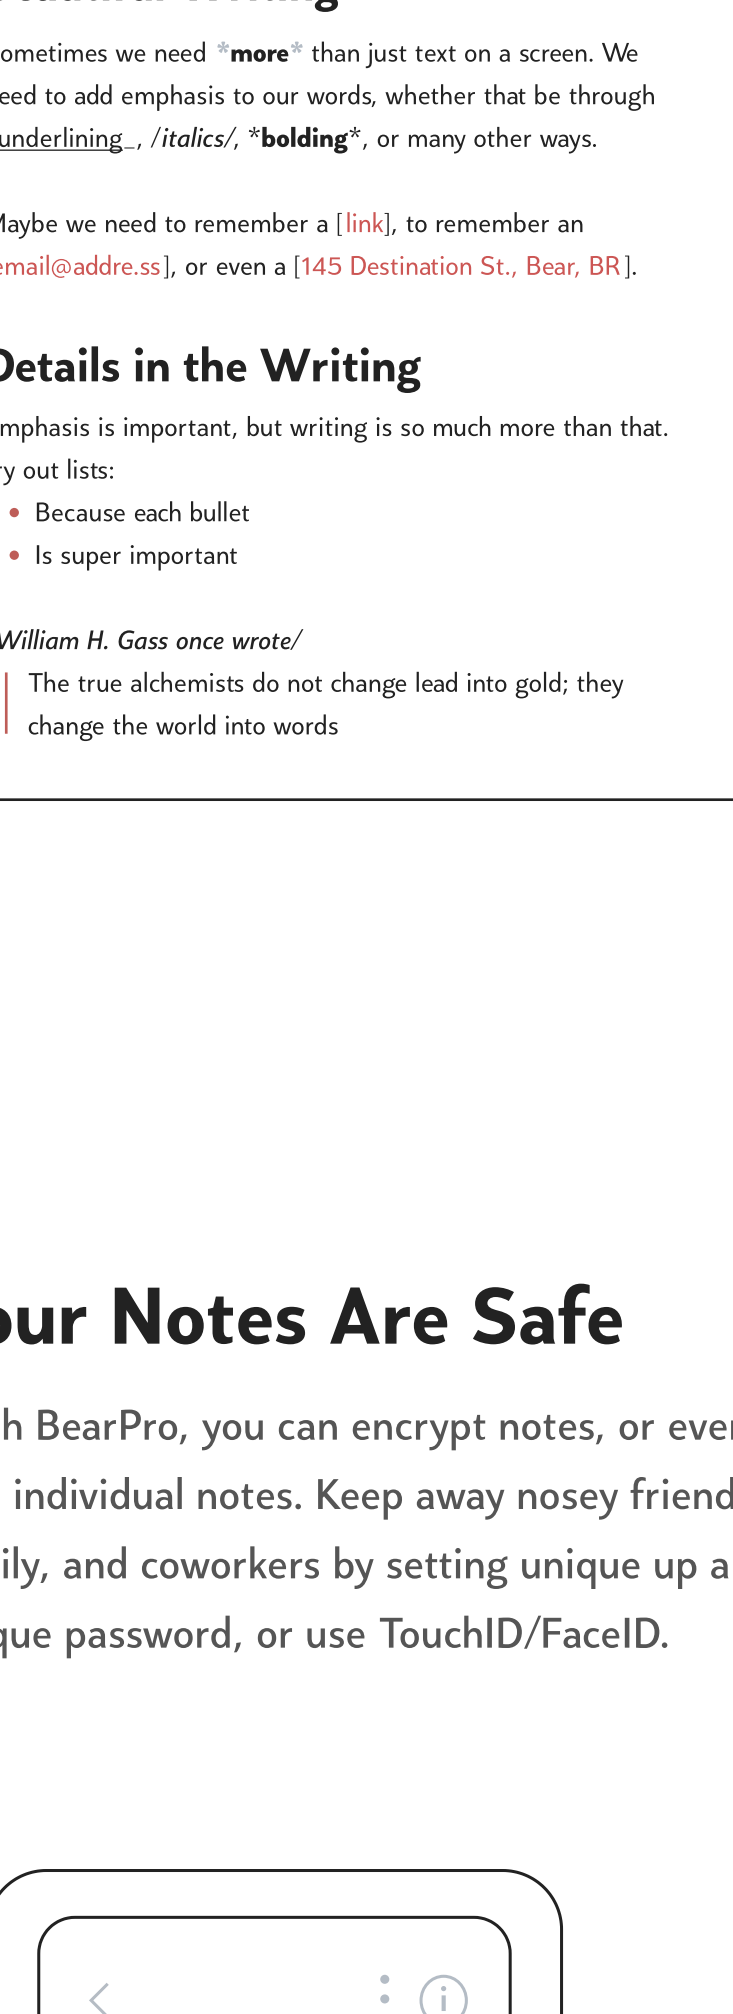 ometimes we need *more* than just text on a screen. We
eed to add emphasis to our words, whether that be through
underlining_, /italics/, *bolding*, or many other ways.
Maybe we need to remember a [link], to remember an
email@addre.ss], or even a [145 Destination St., Bear, BR].
Details in the Writing
mphasis is important, but writing is so much more than that.
ry out lists:
• Because each bullet
• Is super important
William H. Gass once wrote/
The true alchemists do not change lead into gold; they
change the world into words
our Notes Are Safe
h BearPro, you can encrypt notes, or ever
individual notes. Keep away nosey friend
ily, and coworkers by setting unique up a
que password, or use TouchID/FaceID.